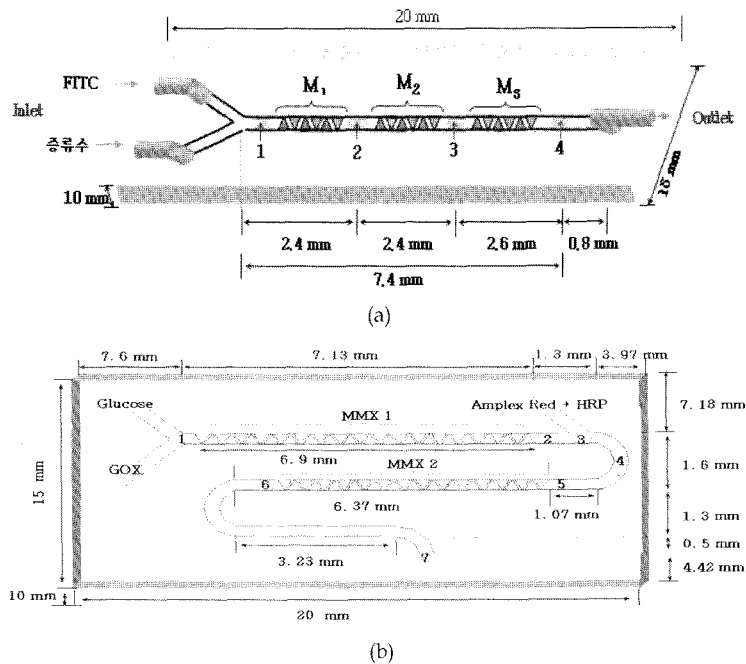 20 mm
FITC
M₁ M₂ M₃
Inlet
Outlet
증류수
1 2 3 4
18 mm
10 mm
2.4 mm 2.4 mm 2.6 mm 0.8 mm
7.4 mm
(a)
7.6 mm 7.13 mm 1.3 mm 3.97 mm
Glucose
MMX 1
Amplex Red + HRP
7.18 mm
1 2 3
GOX
6.9 mm
MMX 2
4
1.6 mm
15 mm
6 5
6.37 mm
1.07 mm
1.3 mm
3.23 mm
7
0.5 mm
4.42 mm
10 mm
20 mm
(b)